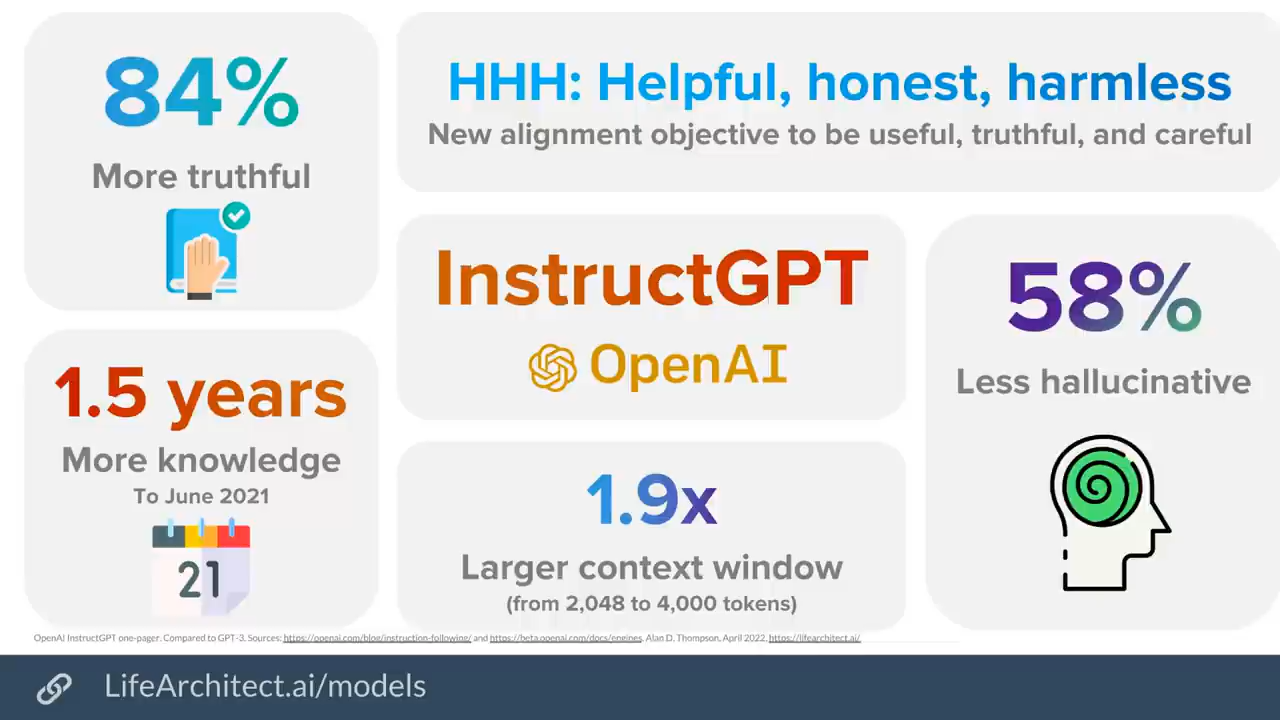 84%
More truthful
HHH: Helpful, honest, harmless
New alignment objective to be useful, truthful, and careful
InstructGPT
OpenAI
58%
Less hallucinative
1.5 years
More knowledge
To June 2021
21
1.9x
Larger context window
(from 2,048 to 4,000 tokens)
OpenAI InstructGPT one-pager. Compared to GPT-3. Sources: https://openai.com/blog/instruction-following/ and https://beta.openai.com/docs/engines. Alan D. Thompson, April 2022. https://lifearchitect.ai/
LifeArchitect.ai/models